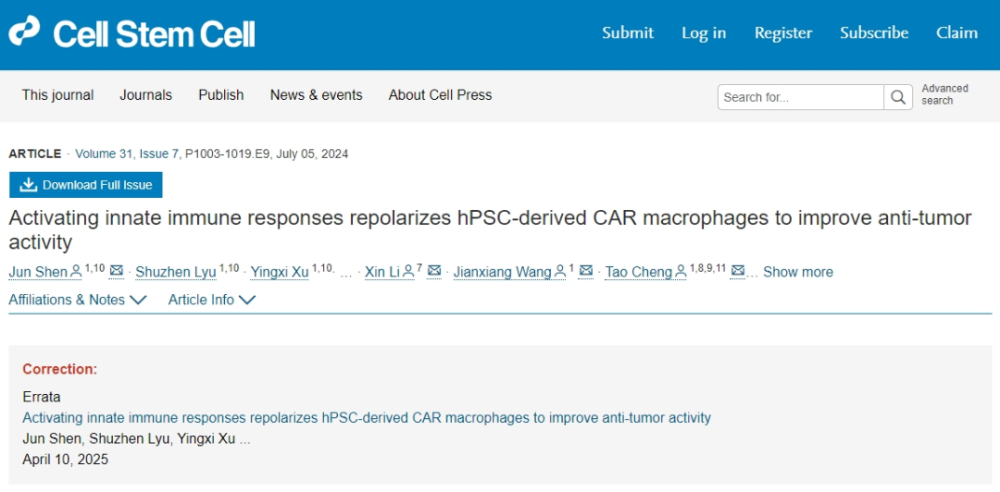 Cell Stem Cell
Submit Log in Register Subscribe Claim
This journal Journals Publish News & events About Cell Press
Search for...
Advanced
search
ARTICLE · Volume 31, Issue 7, P1003-1019.E9, July 05, 2024
Download Full Issue
Activating innate immune responses repolarizes hPSC-derived CAR macrophages to improve anti-tumor
activity
Jun Shen 1,10 · Shuzhen Lyu 1,10 · Yingxi Xu 1,10. ... · Xin Li 7 · Jianxiang Wang 1 · Tao Cheng 1,8,9,11 ... Show more
Affiliations & Notes Article Info
Correction:
Errata
Activating innate immune responses repolarizes hPSC-derived CAR macrophages to improve anti-tumor activity
Jun Shen, Shuzhen Lyu, Yingxi Xu ...
April 10, 2025